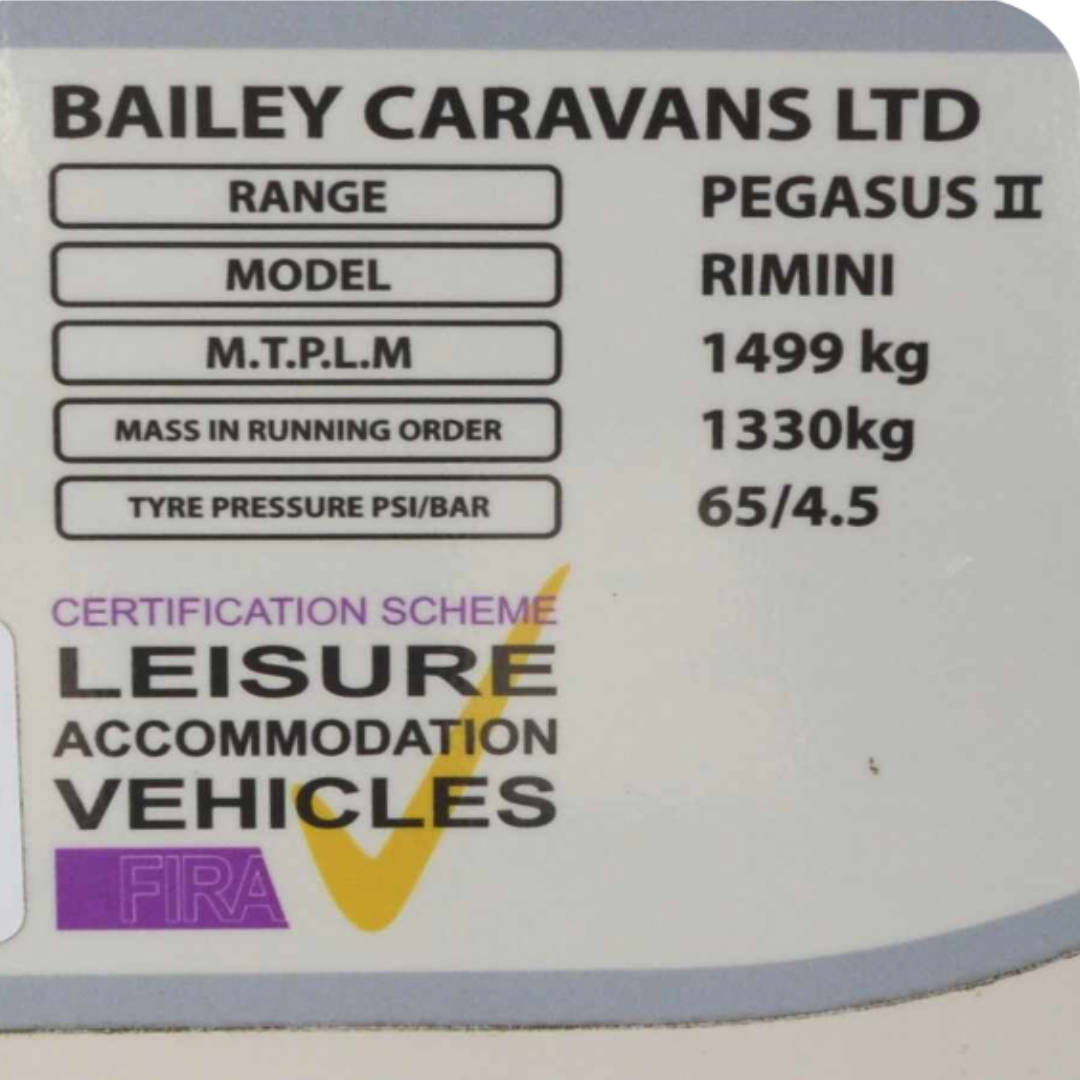 BAILEY CARAVANS LTD
RANGE PEGASUS II
MODEL RIMINI
M.T.P.L.M 1499 kg
MASS IN RUNNING ORDER 1330kg
TYRE PRESSURE PSI/BAR 65/4.5
CERTIFICATION SCHEME
LEISURE
ACCOMMODATION
VEHICLES
FIRA